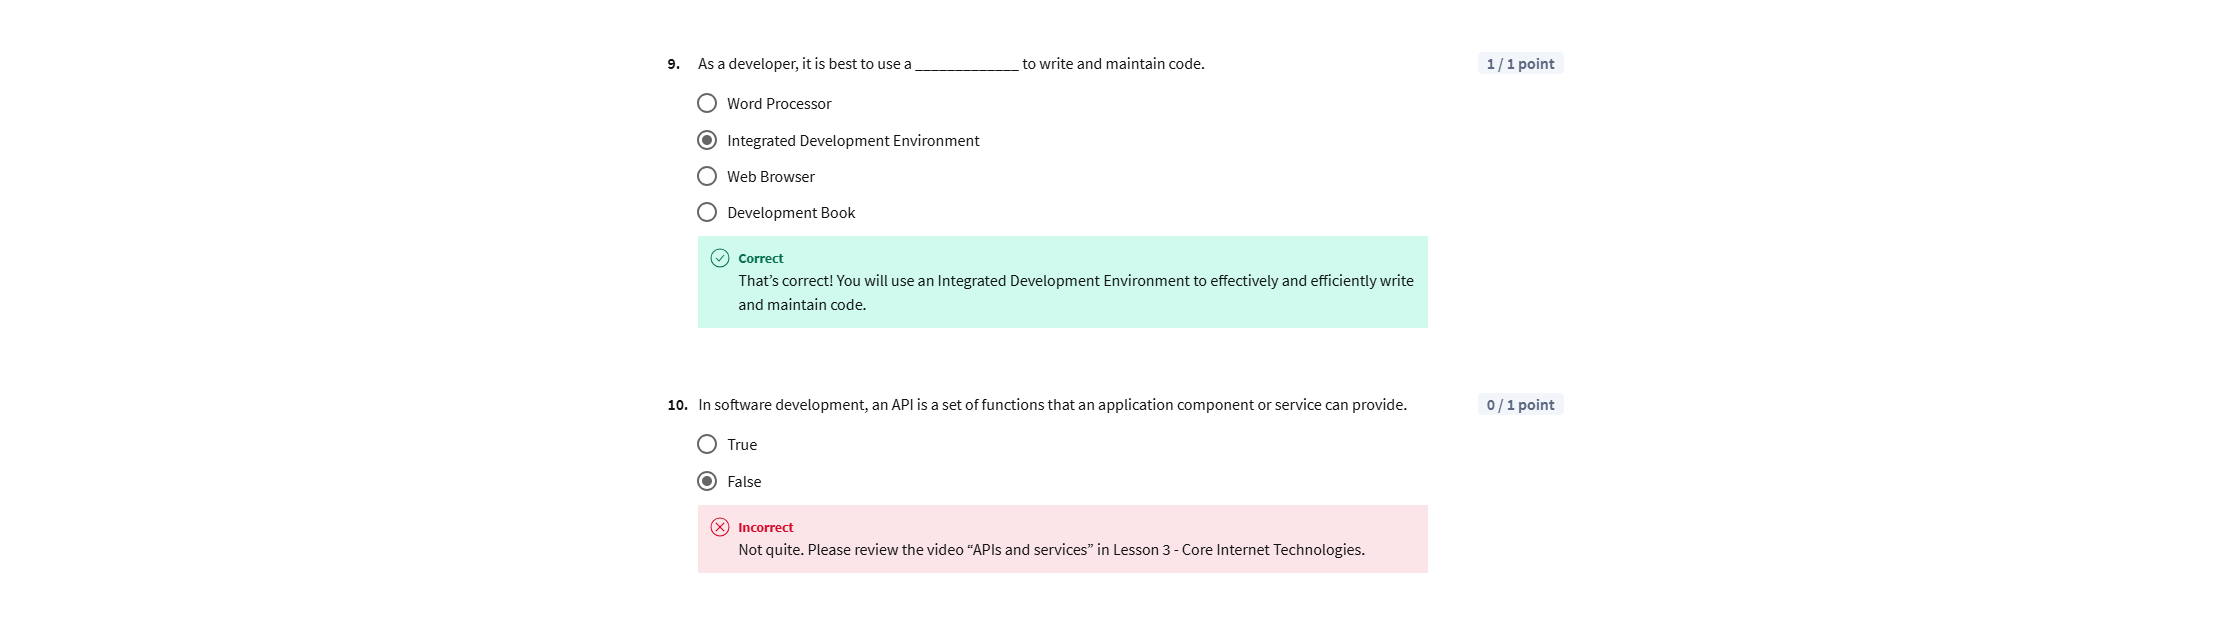 9. As a developer, it is best to use a _____________ to write and maintain code. 1 / 1 point
Word Processor
Integrated Development Environment
Web Browser
Development Book
Correct
That’s correct! You will use an Integrated Development Environment to effectively and efficiently write
and maintain code.
10. In software development, an API is a set of functions that an application component or service can provide. 0 / 1 point
True
False
Incorrect
Not quite. Please review the video “APIs and services” in Lesson 3 - Core Internet Technologies.